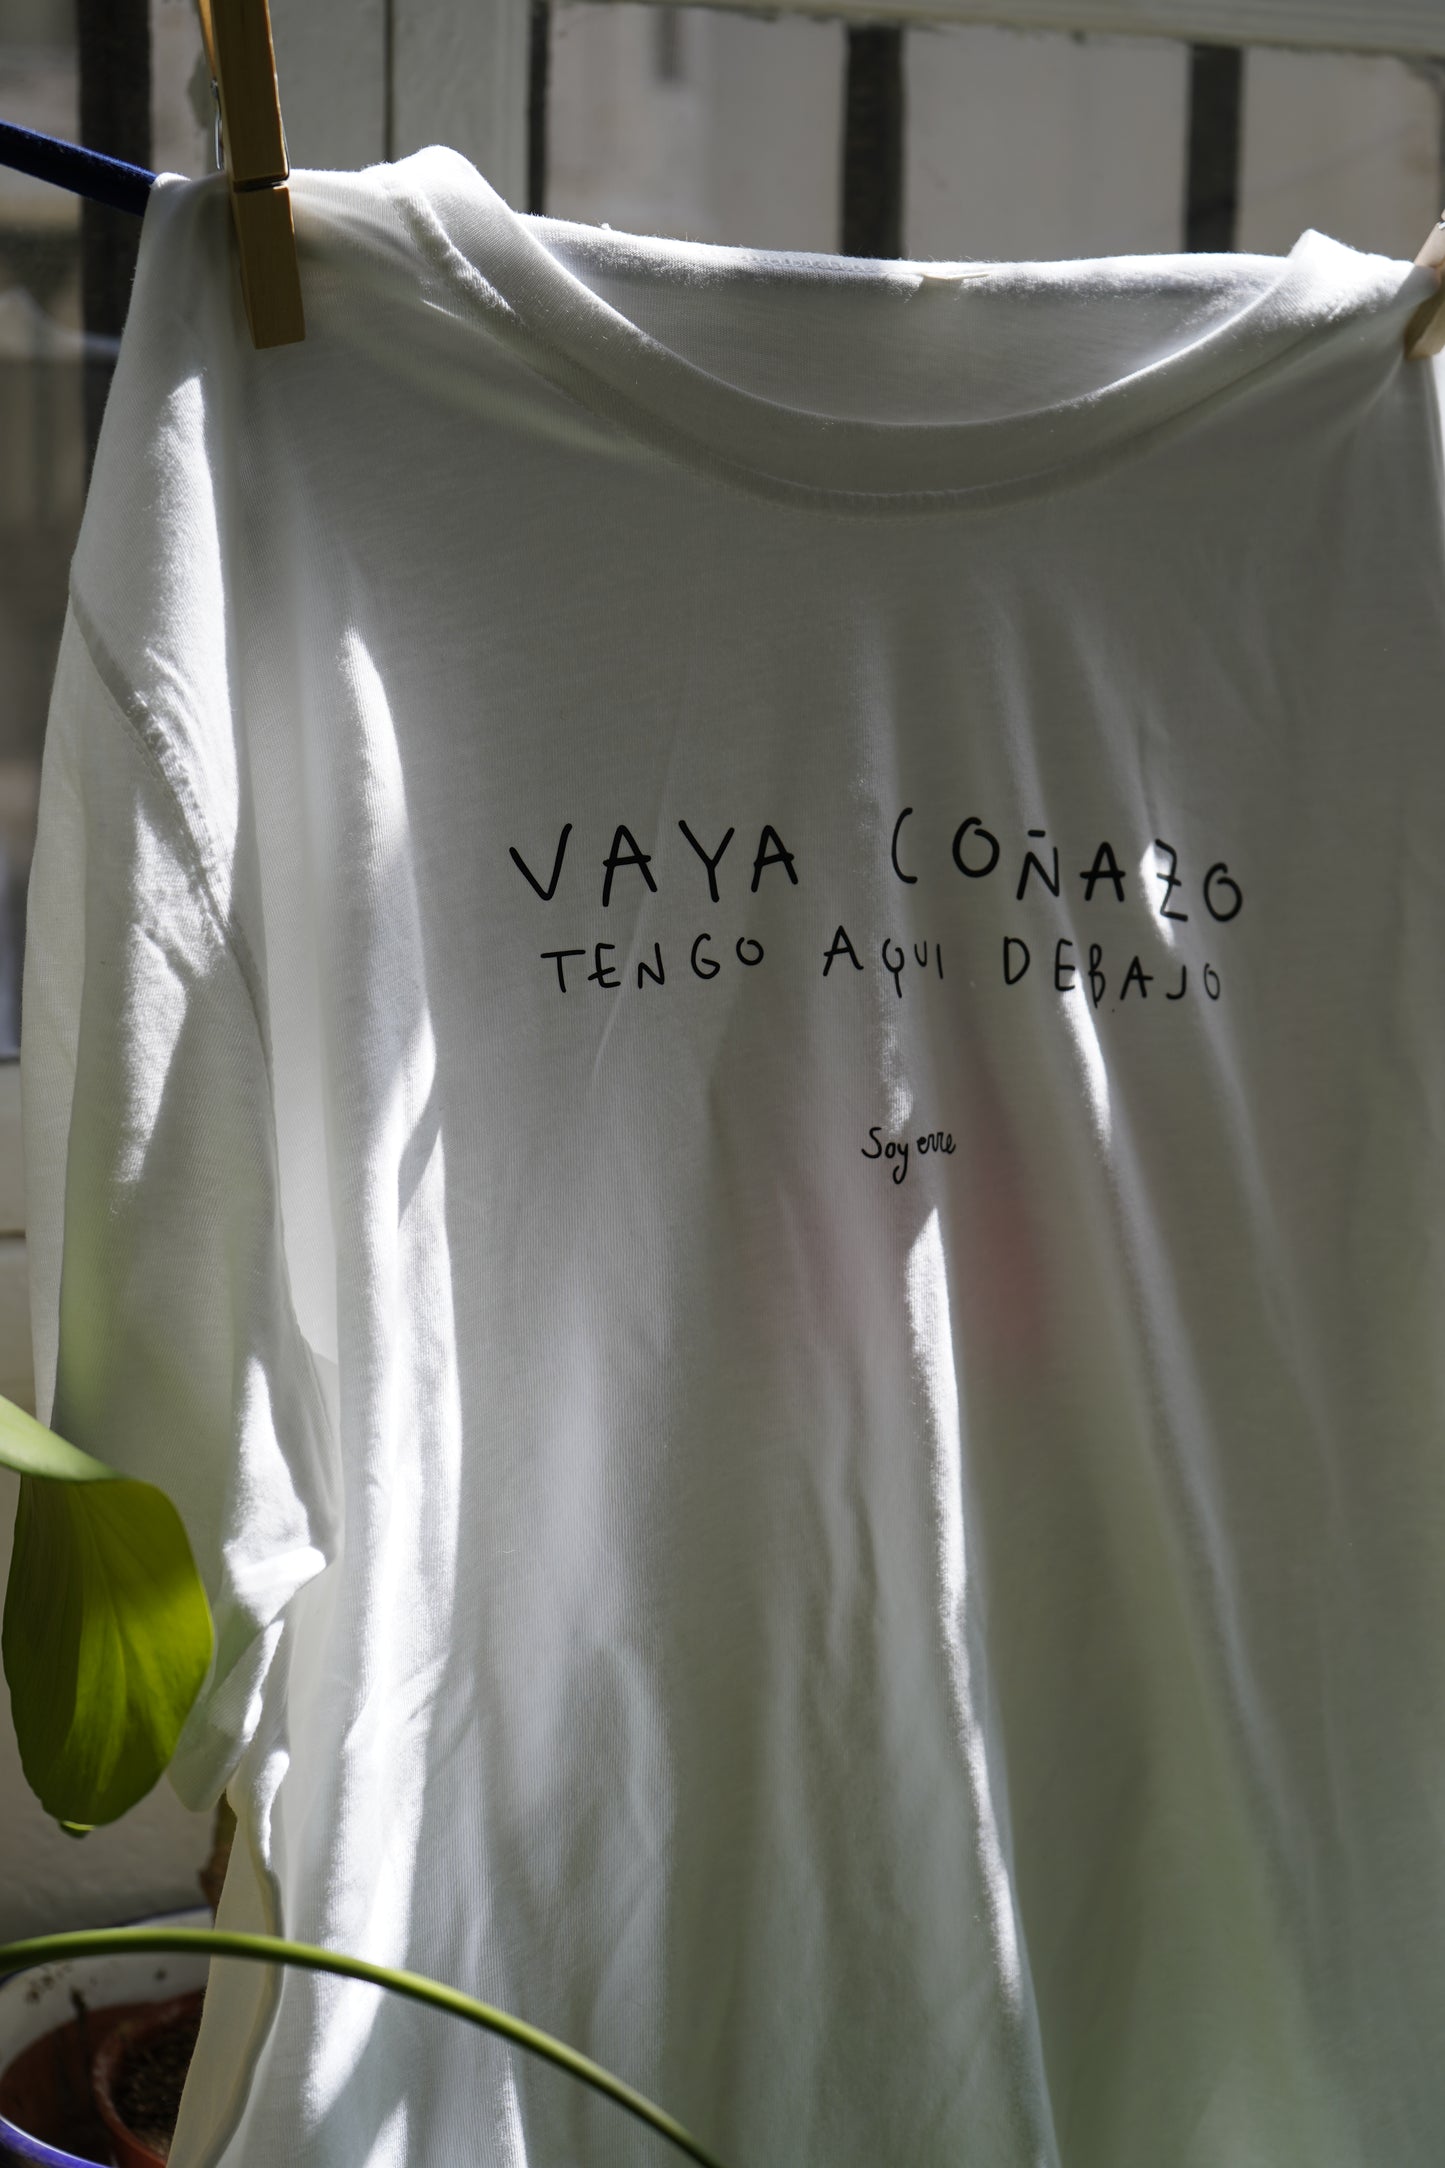 VAYA COÑAZO
TENGO AQUI DEBAJO
Soy erre